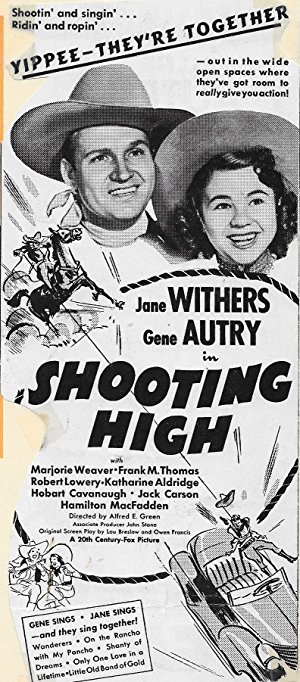 Shootin' and singin' . . .
Ridin' and ropin' . . .
YIPPEE—THEY'RE TOGETHER
—out in the wide
open spaces where
they've got room to
really give you action!
Jane WITHERS
Gene AUTRY
in
SHOOTING
HIGH
with
Marjorie Weaver • Frank M. Thomas
Robert Lowery • Katharine Aldridge
Hobart Cavanaugh • Jack Carson
Hamilton MacFadden
Directed by Alfred E. Green
Associate Producer John Stone
Original Screen Play by Lou Breslow and Owen Francis
A 20th Century-Fox Picture
GENE SINGS • JANE SINGS
—and they sing together!
Wanderers • On the Rancho
with My Pancho • Shanty of
Dreams • Only One Love in a
Lifetime • Little Old Band of Gold